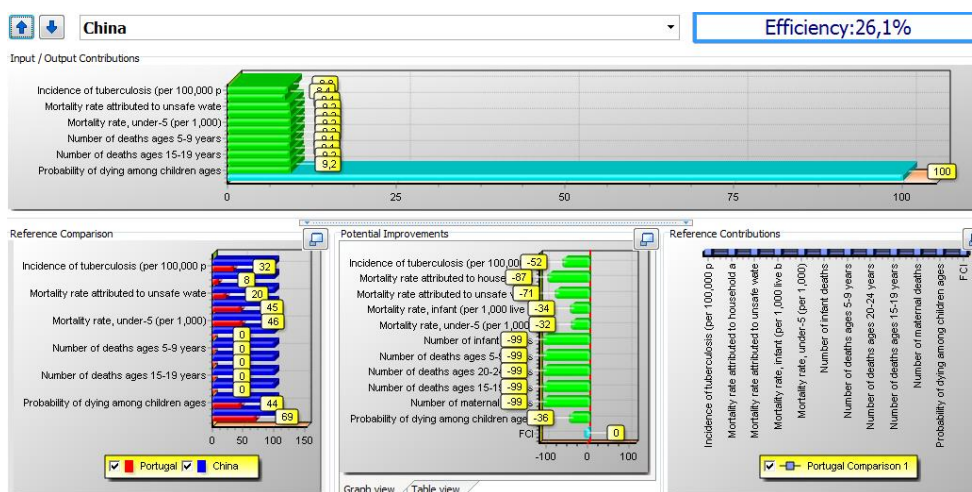 China
Efficiency:26,1%
Input / Output Contributions
Incidence of tuberculosis (per 100,000 p
Mortality rate attributed to unsafe wate
Mortality rate, under-5 (per 1,000)
Number of deaths ages 5-9 years
Number of deaths ages 15-19 years
Probability of dying among children ages
9,2
100
0 25 50 75 100
Reference Comparison
Incidence of tuberculosis (per 100,000 p
Mortality rate attributed to unsafe wate
Mortality rate, under-5 (per 1,000)
Number of deaths ages 5-9 years
Number of deaths ages 15-19 years
Probability of dying among children ages
32
8
20
45
46
0
0
0
0
0
44
69
0 50 100 150
Portugal China
Potential Improvements
Incidence of tuberculosis (per 100,00
Mortality rate attributed to house
Mortality rate attributed to unsafe
Mortality rate, infant (per 1,000 live
Mortality rate, under-5 (per 1,000
Number of infant
Number of deaths ages 5-
Number of deaths ages 20-2
Number of deaths ages 15-1
Number of maternal
Probability of dying among children age
FCI
-52
-87
-71
-34
-32
-99
-99
-99
-99
-99
-36
0
-100 0 100
Graph view Table view
Reference Contributions
Incidence of tuberculosis (per 100,000 p
Mortality rate attributed to household a
Mortality rate attributed to unsafe wate
Mortality rate, infant (per 1,000 live b
Mortality rate, under-5 (per 1,000)
Number of infant deaths
Number of deaths ages 5-9 years
Number of deaths ages 20-24 years
Number of deaths ages 15-19 years
Number of maternal deaths
Probability of dying among children ages
FCI
Portugal Comparison 1